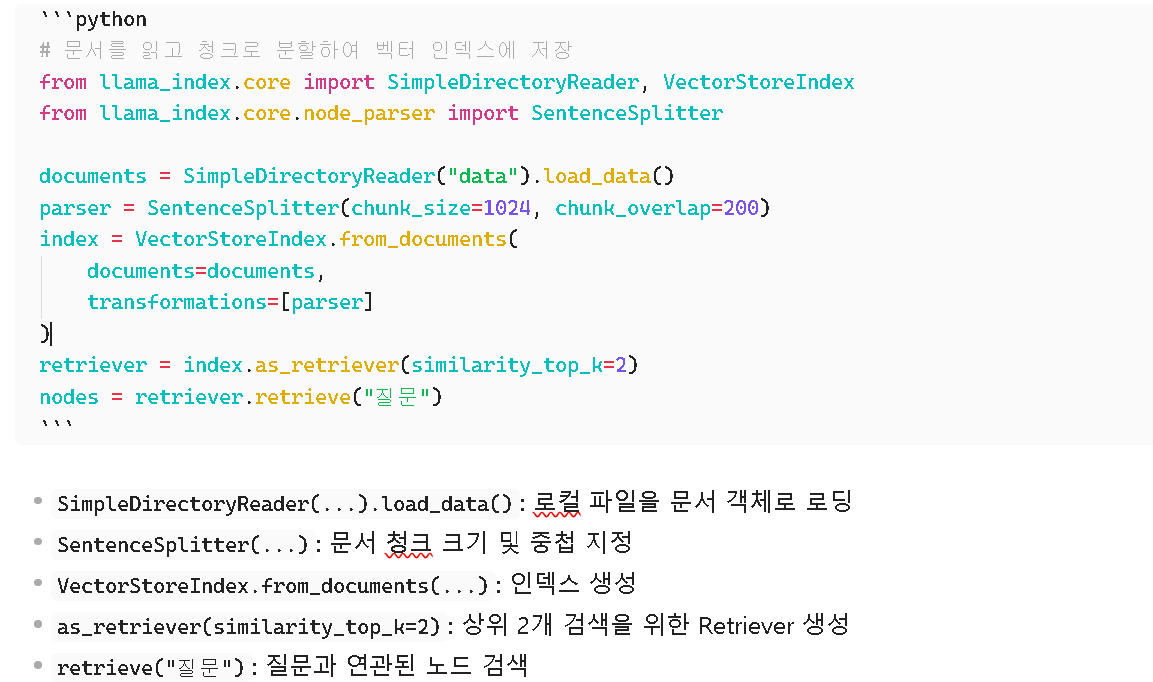 ```python
# 문서를 읽고 청크로 분할하여 벡터 인덱스에 저장
from llama_index.core import SimpleDirectoryReader, VectorStoreIndex
from llama_index.core.node_parser import SentenceSplitter
documents = SimpleDirectoryReader("data").load_data()
parser = SentenceSplitter(chunk_size=1024, chunk_overlap=200)
index = VectorStoreIndex.from_documents(
    documents=documents,
    transformations=[parser]
)
retriever = index.as_retriever(similarity_top_k=2)
nodes = retriever.retrieve("질문")
```
• SimpleDirectoryReader(...).load_data() : 로컬 파일을 문서 객체로 로딩
• SentenceSplitter(...) : 문서 청크 크기 및 중첩 지정
• VectorStoreIndex.from_documents(...) : 인덱스 생성
• as_retriever(similarity_top_k=2) : 상위 2개 검색을 위한 Retriever 생성
• retrieve("질문") : 질문과 연관된 노드 검색